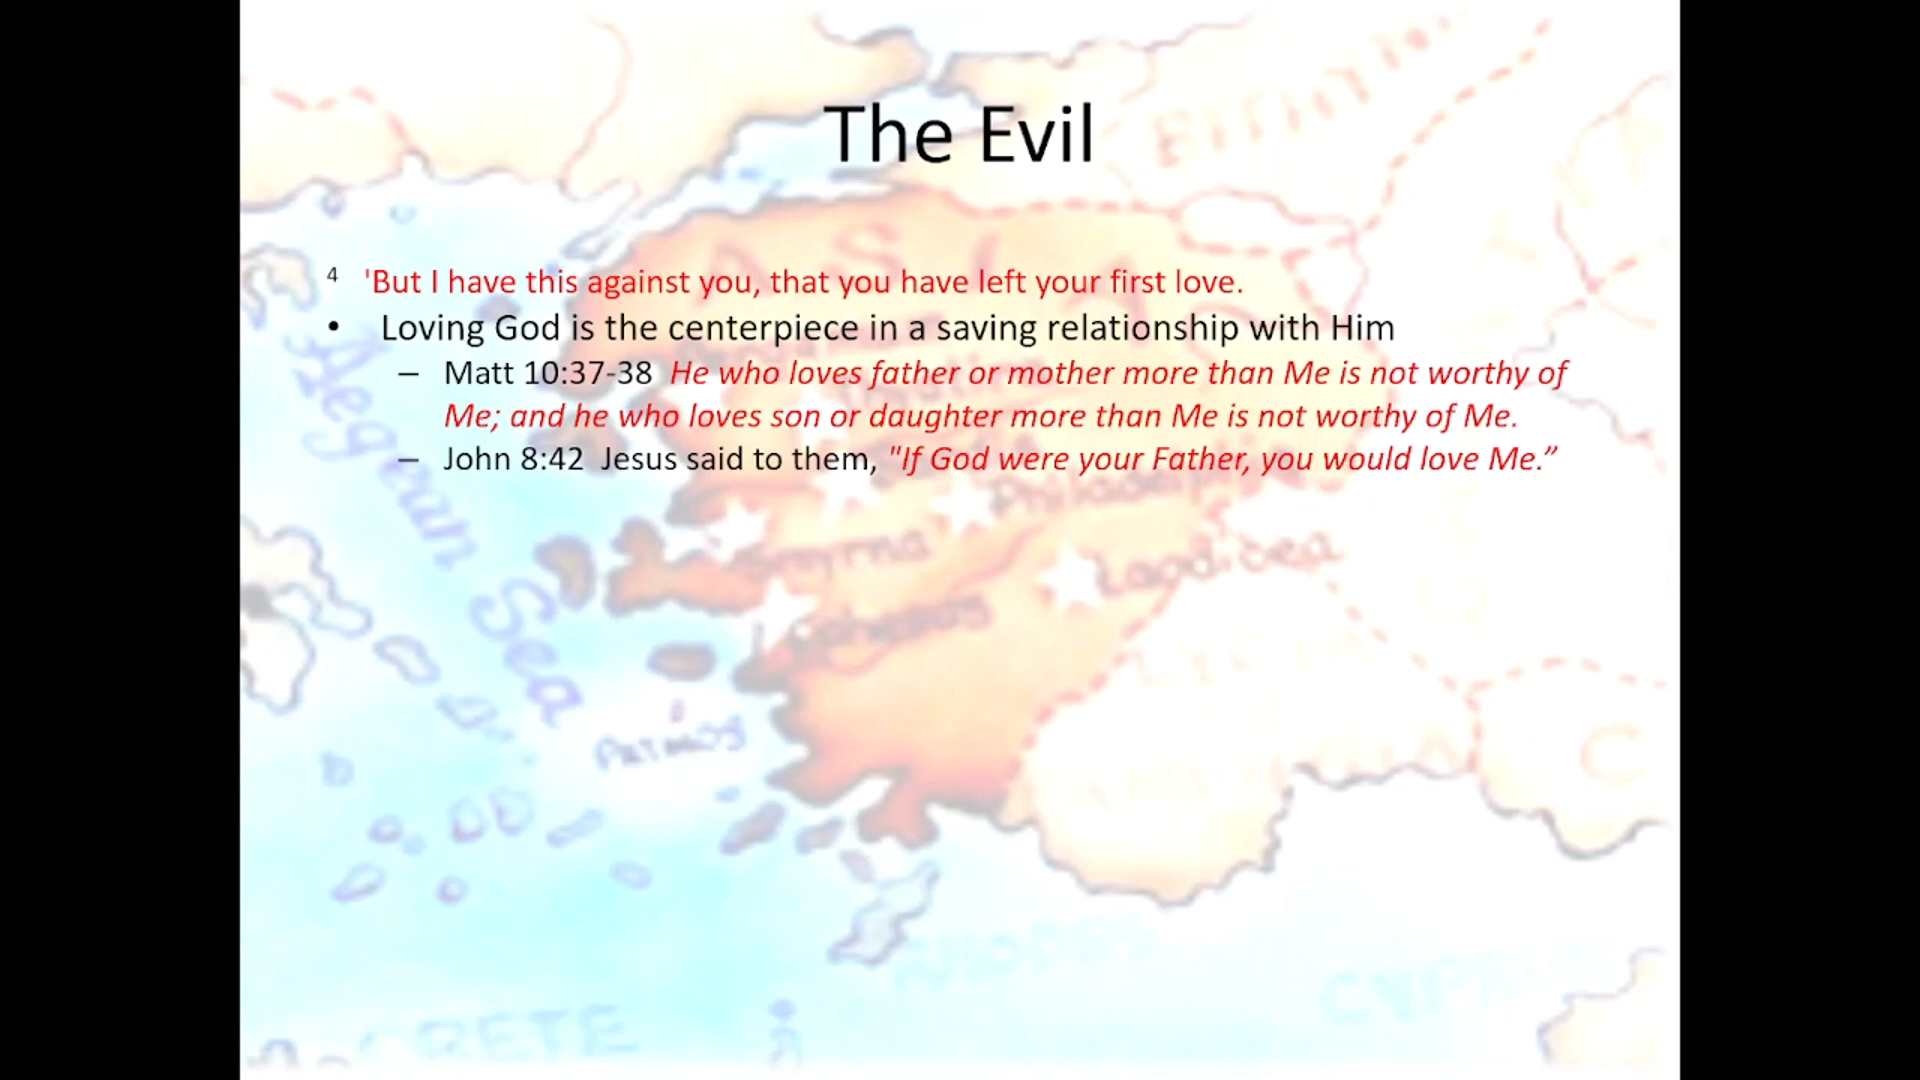 The Evil
4 'But I have this against you, that you have left your first love.
• Loving God is the centerpiece in a saving relationship with Him
– Matt 10:37-38 He who loves father or mother more than Me is not worthy of
Me; and he who loves son or daughter more than Me is not worthy of Me.
– John 8:42 Jesus said to them, "If God were your Father, you would love Me.”
BITHYN
ASIA
Aegean Sea
Philadelphia
Smyrna
Laodicea
Ephesus
PATMOS
RHODES
CRETE
CYPR
C